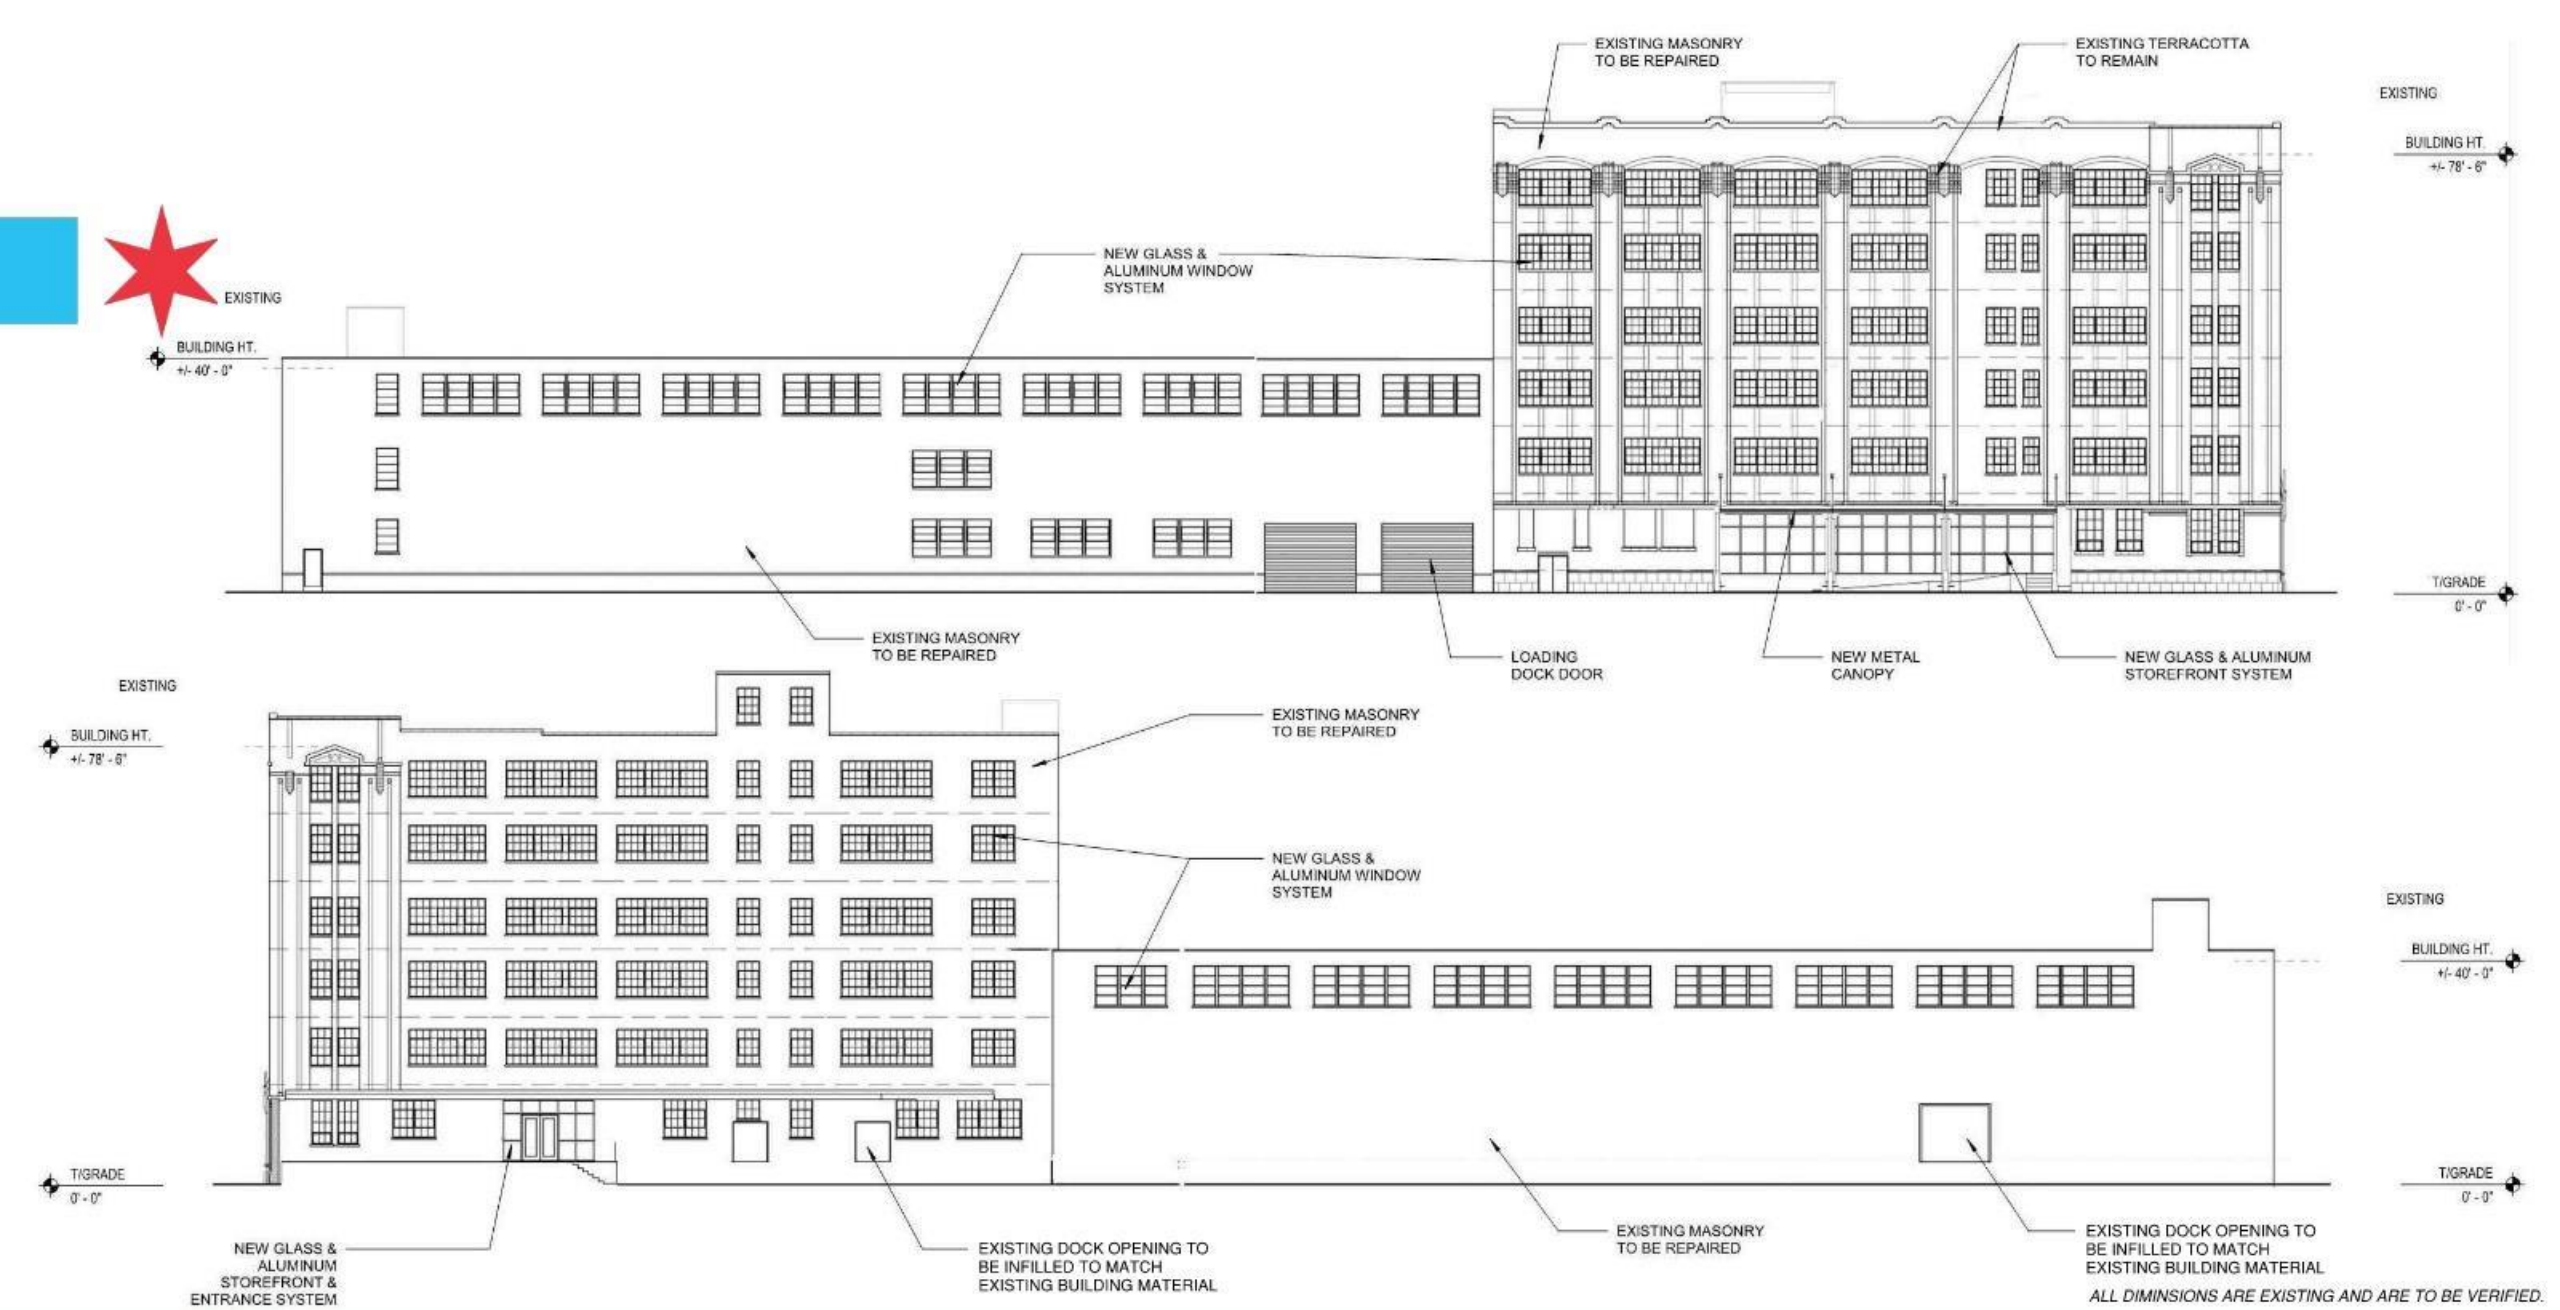 EXISTING MASONRY
TO BE REPAIRED
EXISTING TERRACOTTA
TO REMAIN
EXISTING
BUILDING HT.
+/- 78' - 6"
NEW GLASS &
ALUMINUM WINDOW
SYSTEM
EXISTING
BUILDING HT.
+/- 40' - 0"
T/GRADE
0' - 0"
EXISTING MASONRY
TO BE REPAIRED
LOADING
DOCK DOOR
NEW METAL
CANOPY
NEW GLASS & ALUMINUM
STOREFRONT SYSTEM
EXISTING
BUILDING HT.
+/- 78' - 6"
EXISTING MASONRY
TO BE REPAIRED
NEW GLASS &
ALUMINUM WINDOW
SYSTEM
EXISTING
BUILDING HT.
+/- 40' - 0"
T/GRADE
0' - 0"
T/GRADE
0' - 0"
NEW GLASS &
ALUMINUM
STOREFRONT &
ENTRANCE SYSTEM
EXISTING DOCK OPENING TO
BE INFILLED TO MATCH
EXISTING BUILDING MATERIAL
EXISTING MASONRY
TO BE REPAIRED
EXISTING DOCK OPENING TO
BE INFILLED TO MATCH
EXISTING BUILDING MATERIAL
ALL DIMINSIONS ARE EXISTING AND ARE TO BE VERIFIED.